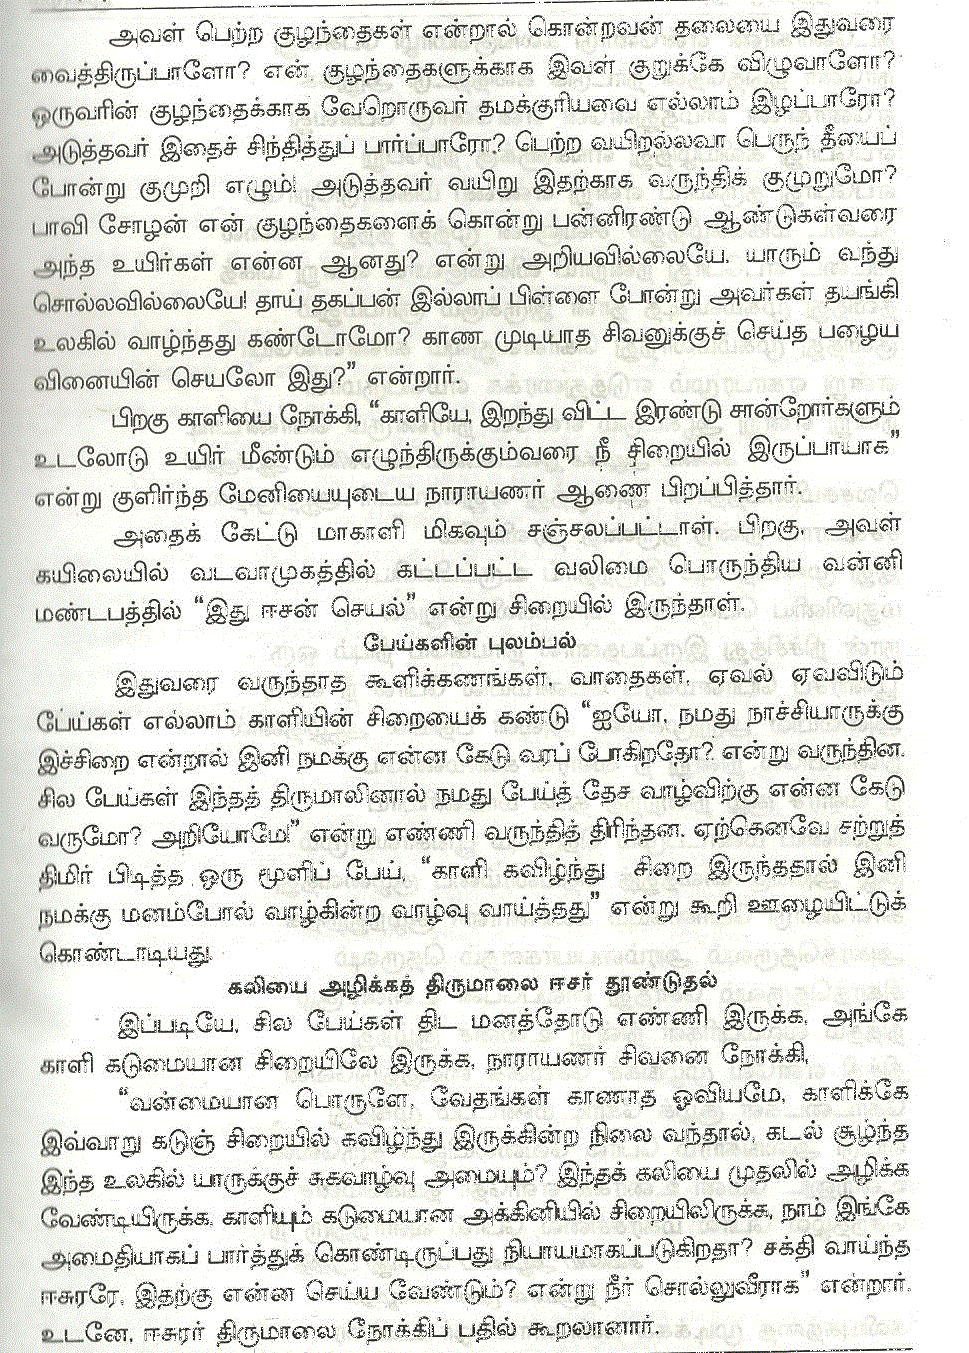 அவள் பெற்ற குழந்தைகள் என்றால் கொன்றவன் தலையை இதுவரை
வைத்திருப்பாளோ? என் குழந்தைகளுக்காக இவள் குறுக்கே விழுவாளோ?
ஒருவரின் குழந்தைக்காக வேறொருவர் தமக்குரியவை எல்லாம் இழப்பாரோ?
அடுத்தவர் இதைச் சிந்தித்துப் பார்ப்பாரோ? பெற்ற வயிறல்லவா பெருந் தீயைப்
போன்று குமுறி எழும்! அடுத்தவர் வயிறு இதற்காக வருந்திக் குமுறுமோ?
பாவி சோழன் என் குழந்தைகளைக் கொன்று பன்னிரண்டு ஆண்டுகள்வரை
அந்த உயிர்கள் என்ன ஆனது? என்று அறியவில்லையே. யாரும் வந்து
சொல்லவில்லையே! தாய் தகப்பன் இல்லாப் பிள்ளை போன்று அவர்கள் தயங்கி
உலகில் வாழ்ந்தது கண்டோமோ? காண முடியாத சிவனுக்குச் செய்த பழைய
வினையின் செயலோ இது?” என்றார்.
பிறகு காளியை நோக்கி, “காளியே, இறந்து விட்ட இரண்டு சான்றோர்களும்
உடலோடு உயிர் மீண்டும் எழுந்திருக்கும்வரை நீ சிறையில் இருப்பாயாக”
என்று குளிர்ந்த மேனியையுடைய நாராயணர் ஆணை பிறப்பித்தார்.
அதைக் கேட்டு மாகாளி மிகவும் சஞ்சலப்பட்டாள். பிறகு, அவள்
கயிலையில் வடவாமுகத்தில் கட்டப்பட்ட வலிமை பொருந்திய வன்னி
மண்டபத்தில் “இது ஈசன் செயல்” என்று சிறையில் இருந்தாள்.
பேய்களின் புலம்பல்
இதுவரை வருந்தாத கூளிக்கணங்கள், வாதைகள், ஏவல் ஏவவிடும்
பேய்கள் எல்லாம் காளியின் சிறையைக் கண்டு “ஐயோ, நமது நாச்சியாருக்கு
இச்சிறை என்றால் இனி நமக்கு என்ன கேடு வரப் போகிறதோ? என்று வருந்தின.
சில பேய்கள் இந்தத் திருமாலினால் நமது பேய்த் தேச வாழ்விற்கு என்ன கேடு
வருமோ? அறியோமே!” என்று எண்ணி வருந்தித் திரிந்தன. ஏற்கெனவே சற்றுத்
திமிர் பிடித்த ஒரு மூளிப் பேய், “காளி கவிழ்ந்து சிறை இருந்ததால் இனி
நமக்கு மனம்போல் வாழ்கின்ற வாழ்வு வாய்த்தது” என்று கூறி ஊழையிட்டுக்
கொண்டாடியது.
கலியை அழிக்கத் திருமாலை ஈசர் தூண்டுதல்
இப்படியே, சில பேய்கள் திட மனத்தோடு எண்ணி இருக்க, அங்கே
காளி கடுமையான சிறையிலே இருக்க, நாராயணர் சிவனை நோக்கி,
“வன்மையான பொருளே, வேதங்கள் காணாத ஓவியமே, காளிக்கே
இவ்வாறு கடுஞ் சிறையில் கவிழ்ந்து இருக்கின்ற நிலை வந்தால், கடல் சூழ்ந்த
இந்த உலகில் யாருக்குச் சுகவாழ்வு அமையும்? இந்தக் கலியை முதலில் அழிக்க
வேண்டியிருக்க, காளியும் கடுமையான அக்கினியில் சிறையிலிருக்க, நாம் இங்கே
அமைதியாகப் பார்த்துக் கொண்டிருப்பது நியாயமாகப்படுகிறதா? சக்தி வாய்ந்த
ஈசுரரே, இதற்கு என்ன செய்ய வேண்டும்? என்று நீர் சொல்லுவீராக” என்றார்.
உடனே, ஈசுரர் திருமாலை நோக்கிப் பதில் கூறலானார்.